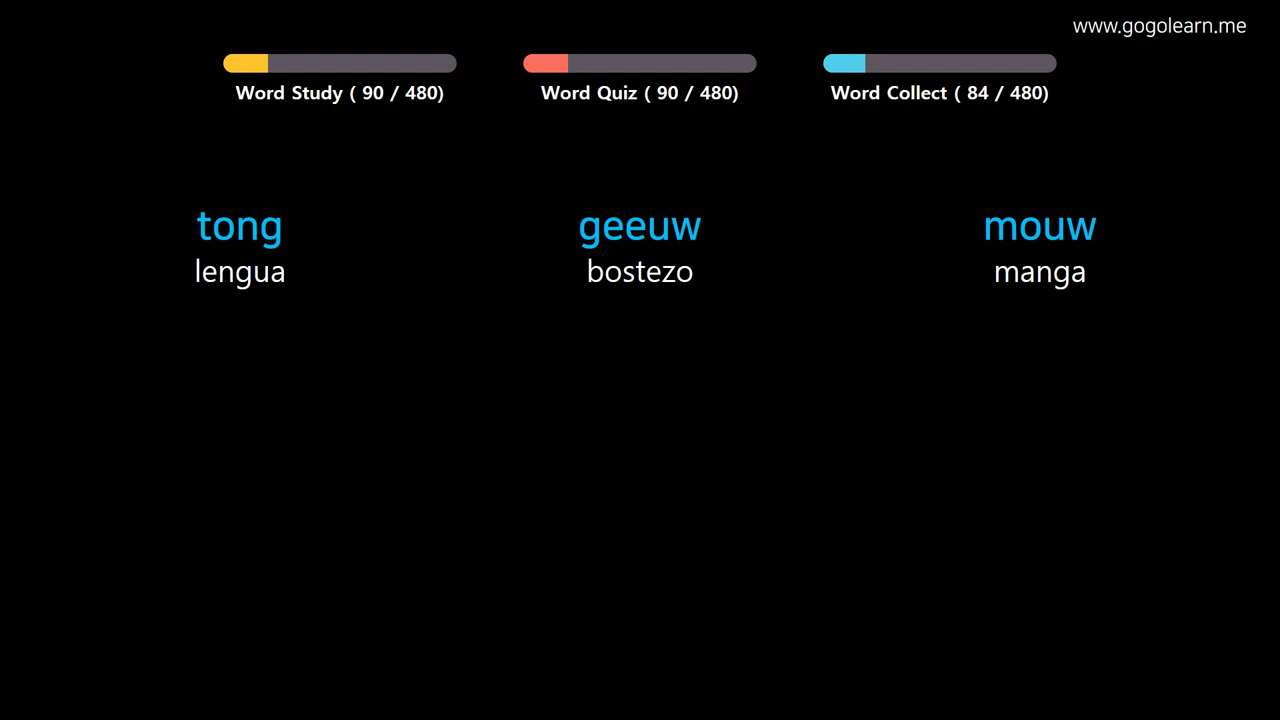 www.gogolearn.me
Word Study ( 90 / 480)
Word Quiz ( 90 / 480)
Word Collect ( 84 / 480)
tong
lengua
geeuw
bostezo
mouw
manga